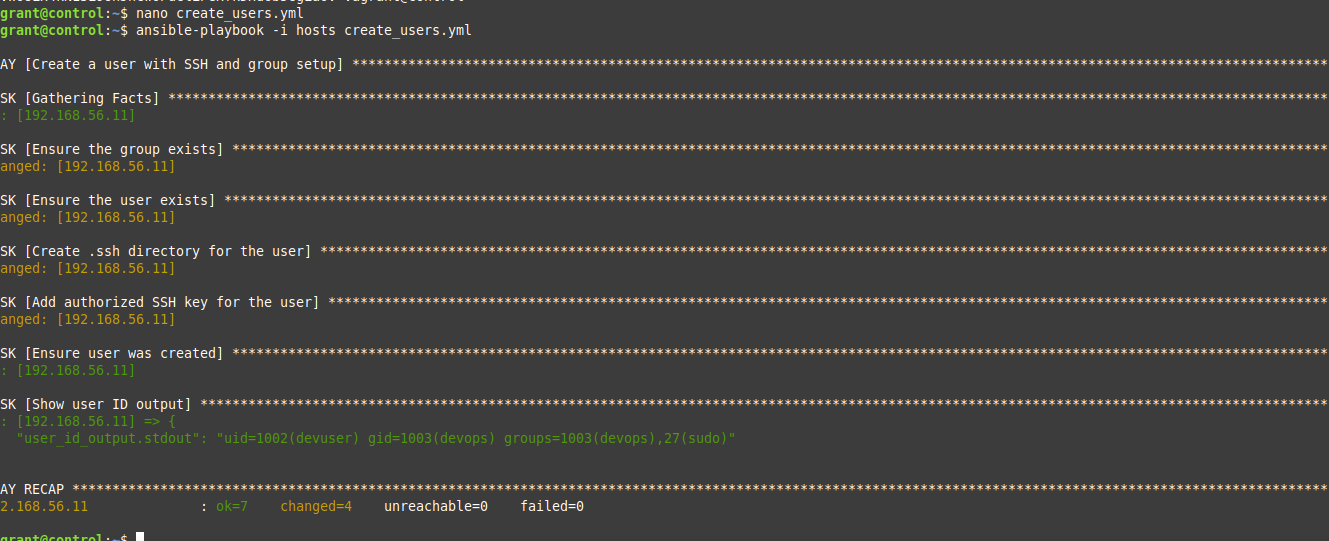 grant@control:~$ nano create_users.yml
grant@control:~$ ansible-playbook -i hosts create_users.yml
AY [Create a user with SSH and group setup] **************************************************************************************************************************
SK [Gathering Facts] *************************************************************************************************************************************************
: [192.168.56.11]
SK [Ensure the group exists] *****************************************************************************************************************************************
anged: [192.168.56.11]
SK [Ensure the user exists] ******************************************************************************************************************************************
anged: [192.168.56.11]
SK [Create .ssh directory for the user] ******************************************************************************************************************************
anged: [192.168.56.11]
SK [Add authorized SSH key for the user] *****************************************************************************************************************************
anged: [192.168.56.11]
SK [Ensure user was created] *****************************************************************************************************************************************
: [192.168.56.11]
SK [Show user ID output] *********************************************************************************************************************************************
: [192.168.56.11] => {
"user_id_output.stdout": "uid=1002(devuser) gid=1003(devops) groups=1003(devops),27(sudo)"
AY RECAP *************************************************************************************************************************************************************
2.168.56.11 : ok=7 changed=4 unreachable=0 failed=0
grant@control:~$